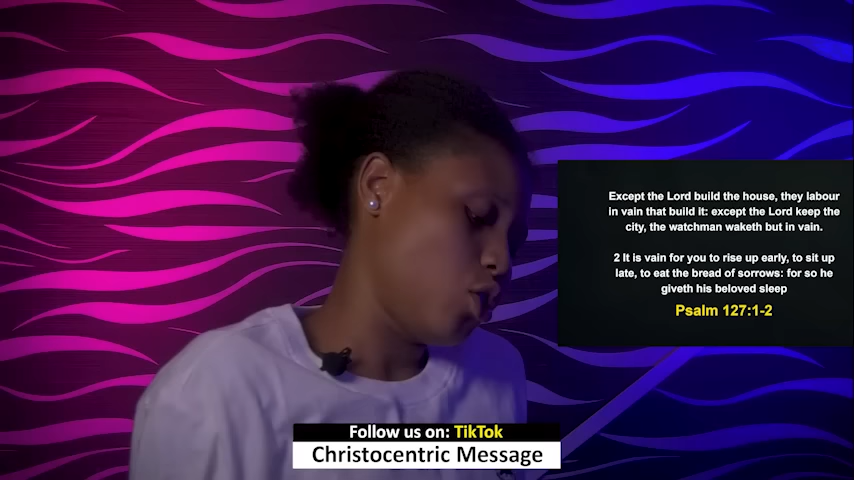 Except the Lord build the house, they labour
in vain that build it: except the Lord keep the
city, the watchman waketh but in vain.
2 It is vain for you to rise up early, to sit up
late, to eat the bread of sorrows: for so he
giveth his beloved sleep
Psalm 127:1-2
Follow us on: TikTok
Christocentric Message